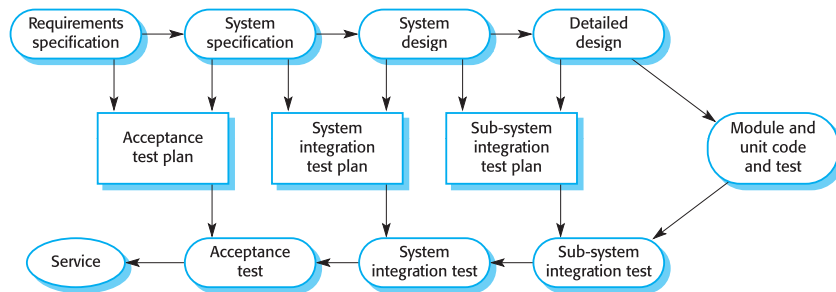 Requirements
specification
System
specification
System
design
Detailed
design
Acceptance
test plan
System
integration
test plan
Sub-system
integration
test plan
Module and
unit code
and test
Service
Acceptance
test
System
integration test
Sub-system
integration test